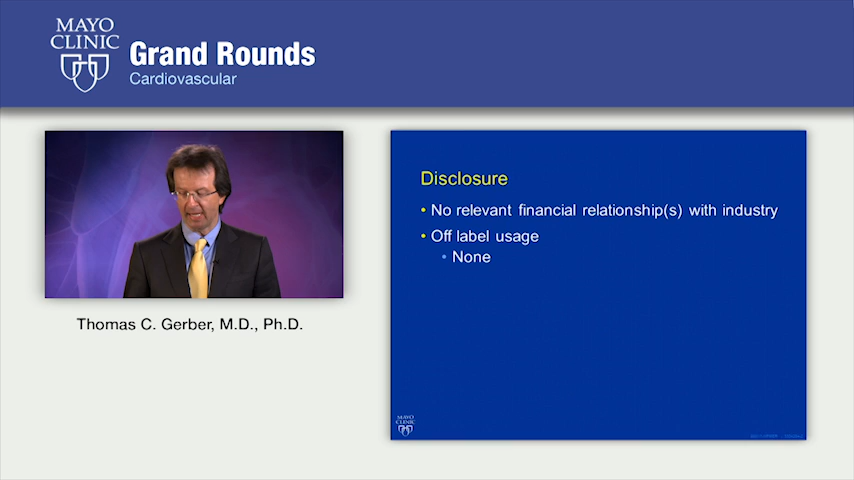 MAYO
CLINIC
Grand Rounds
Cardiovascular
Disclosure
• No relevant financial relationship(s) with industry
• Off label usage
• None
Thomas C. Gerber, M.D., Ph.D.
MAYO
CLINIC